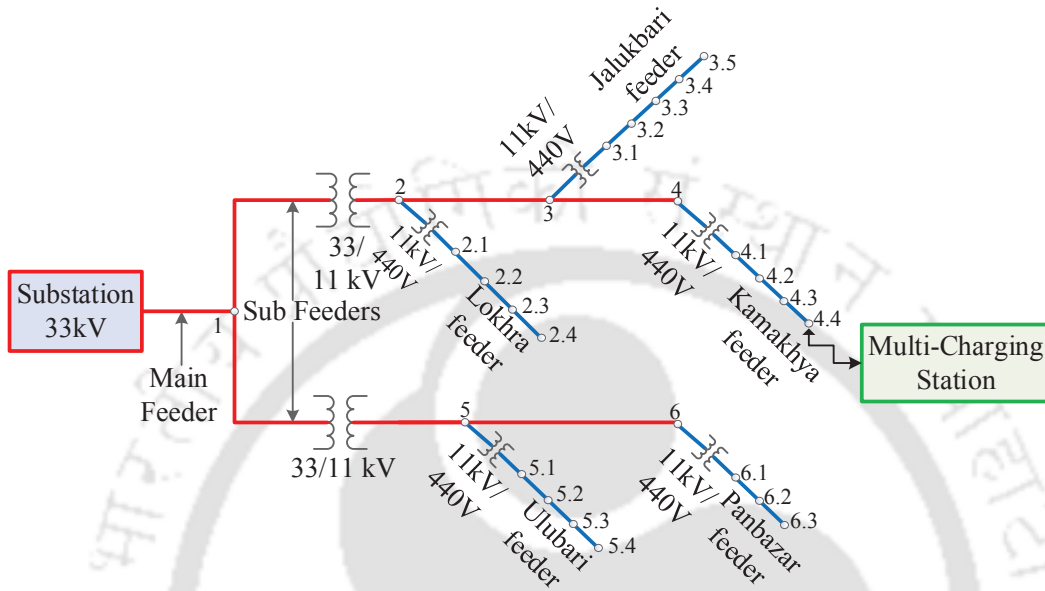 Substation
33kV
Main
Feeder
1
Sub Feeders
33/
11 kV
2
11kV/
440V
2.1
2.2
2.3
2.4
Lokhra
feeder
3
11kV/
440V
3.1
3.2
3.3
3.4
3.5
Jalukbari
feeder
4
11kV/
440V
4.1
4.2
4.3
4.4
Kamakhya
feeder
Multi-Charging
Station
33/11 kV
5
11kV/
440V
5.1
5.2
5.3
5.4
Ulubari
feeder
6
11kV/
440V
6.1
6.2
6.3
Panbazar
feeder